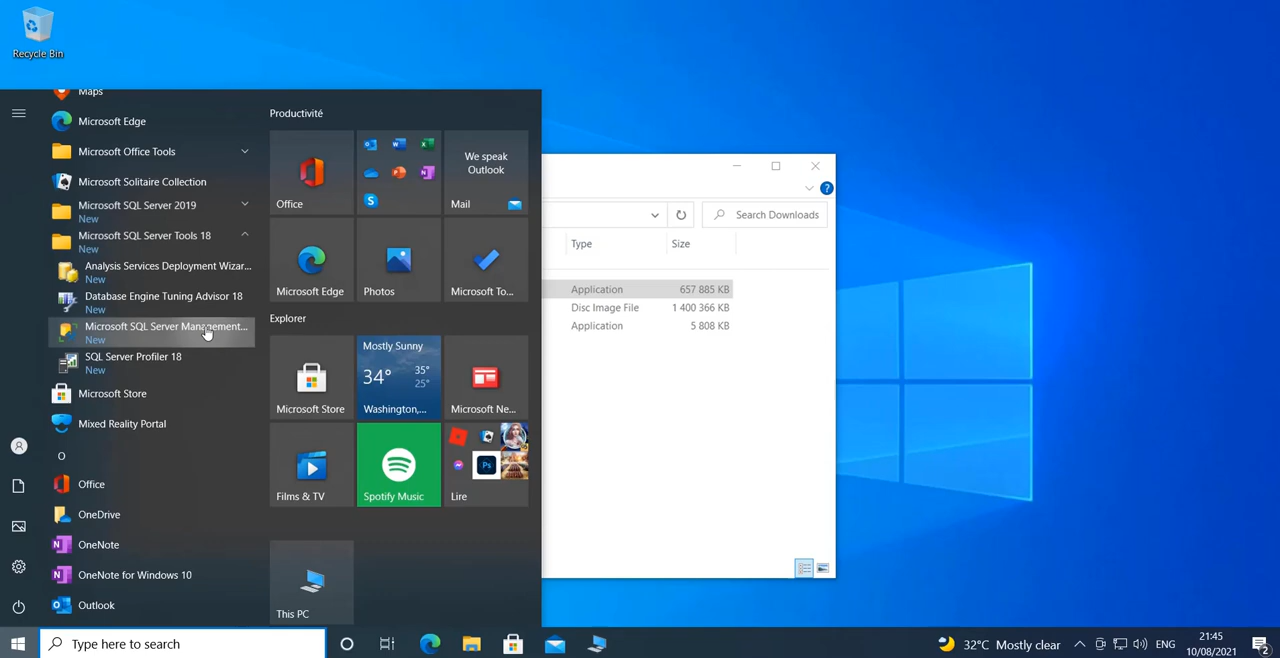 Recycle Bin
Maps
Microsoft Edge
Microsoft Office Tools
Microsoft Solitaire Collection
Microsoft SQL Server 2019
New
Microsoft SQL Server Tools 18
New
Analysis Services Deployment Wizar...
New
Database Engine Tuning Advisor 18
New
Microsoft SQL Server Management...
New
SQL Server Profiler 18
New
Microsoft Store
Mixed Reality Portal
O
Office
OneDrive
OneNote
OneNote for Windows 10
Outlook
Productivité
Office
We speak
Outlook
Mail
Microsoft Edge
Photos
Microsoft To...
Explorer
Microsoft Store
Mostly Sunny
34°
35°
25°
Washington,...
Microsoft Ne...
Films & TV
Spotify Music
Ps
Lire
This PC
Search Downloads
Type
Size
Application
657 885 KB
Disc Image File
1 400 366 KB
Application
5 808 KB
Type here to search
32°C Mostly clear
ENG
21:45
10/08/2021
2